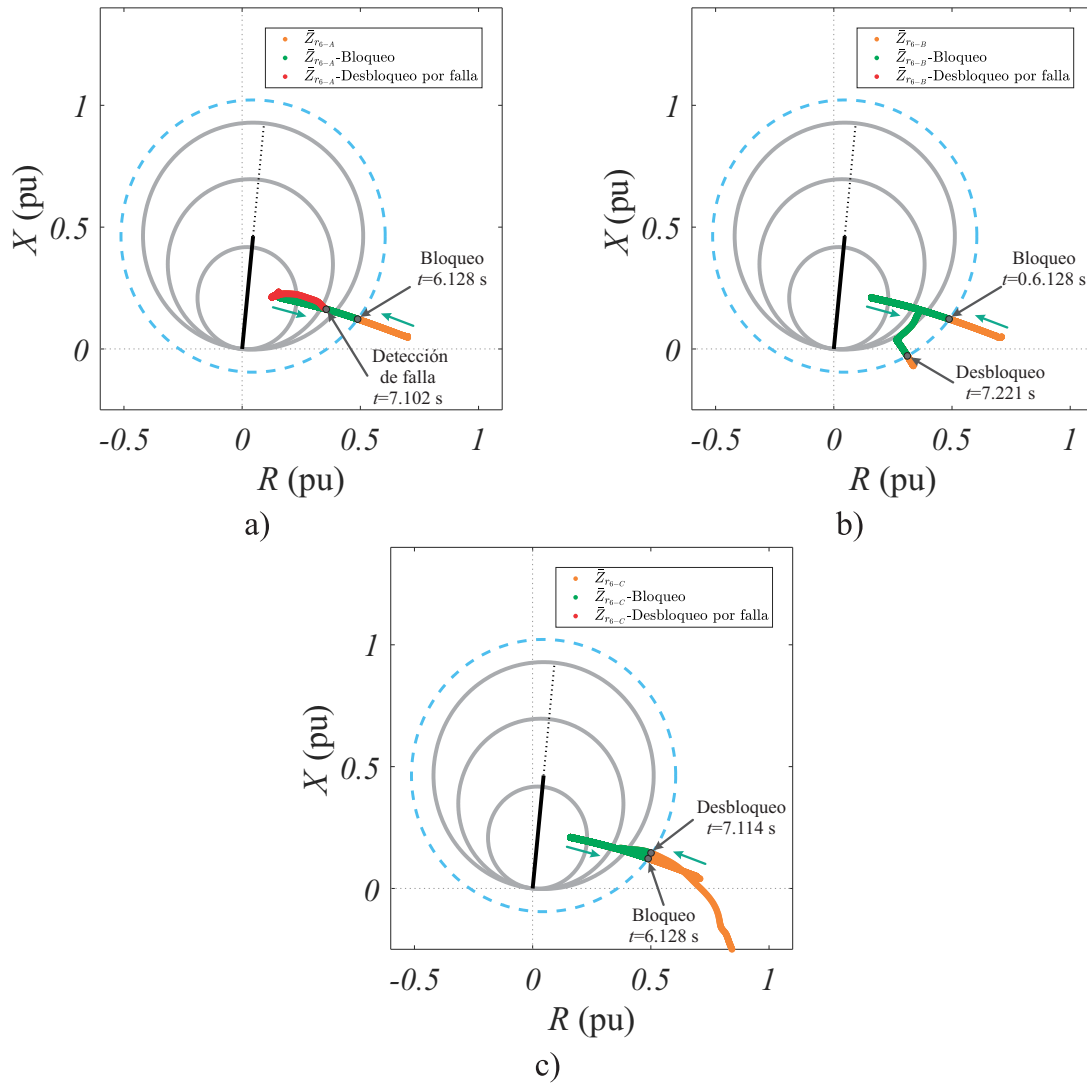 Z̄r6−A
Z̄r6−A-Bloqueo
Z̄r6−A-Desbloqueo por falla
1
0.5
0
X (pu)
Bloqueo
t=6.128 s
Detección
de falla
t=7.102 s
-0.5 0 0.5 1
R (pu)
a)
Z̄r6−B
Z̄r6−B-Bloqueo
Z̄r6−B-Desbloqueo por falla
1
0.5
0
X (pu)
Bloqueo
t=0.6.128 s
Desbloqueo
t=7.221 s
-0.5 0 0.5 1
R (pu)
b)
Z̄r6−C
Z̄r6−C-Bloqueo
Z̄r6−C-Desbloqueo por falla
1
0.5
0
X (pu)
Desbloqueo
t=7.114 s
Bloqueo
t=6.128 s
-0.5 0 0.5 1
R (pu)
c)